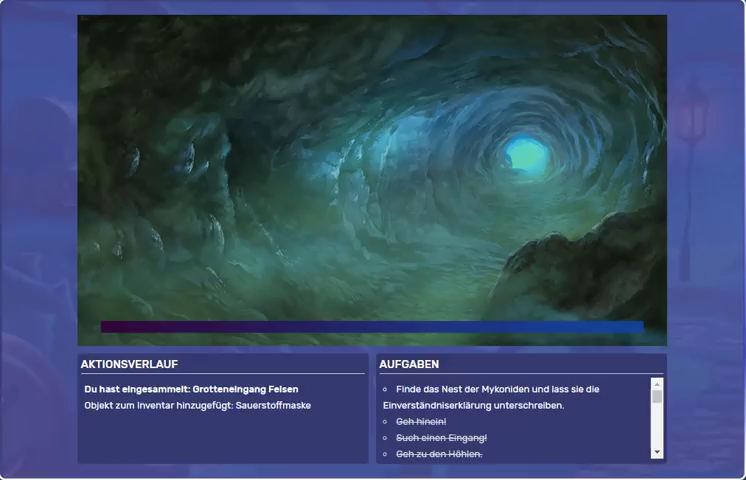 AKTIONSVERLAUF
Du hast eingesammelt: Grotteneingang Felsen
Objekt zum Inventar hinzugefügt: Sauerstoffmaske
AUFGABEN
Finde das Nest der Mykoniden und lass sie die
Einverständniserklärung unterschreiben.
Geh hinein!
Such einen Eingang!
Geh zu den Höhlen.